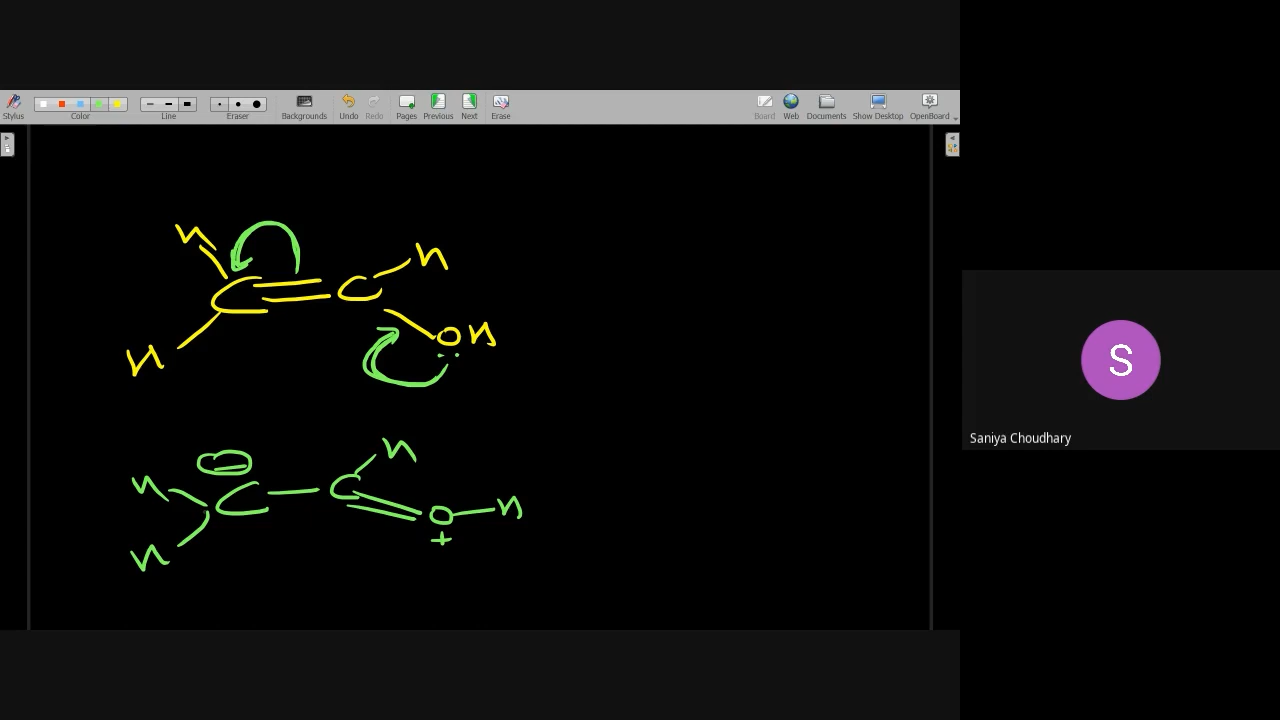 Stylus Color Line Eraser Backgrounds Undo Redo Pages Previous Next Erase Board Web Documents Show Desktop OpenBoard
H H
C = C
H OH
H
H C - C = O - H
+
H
S
Saniya Choudhary